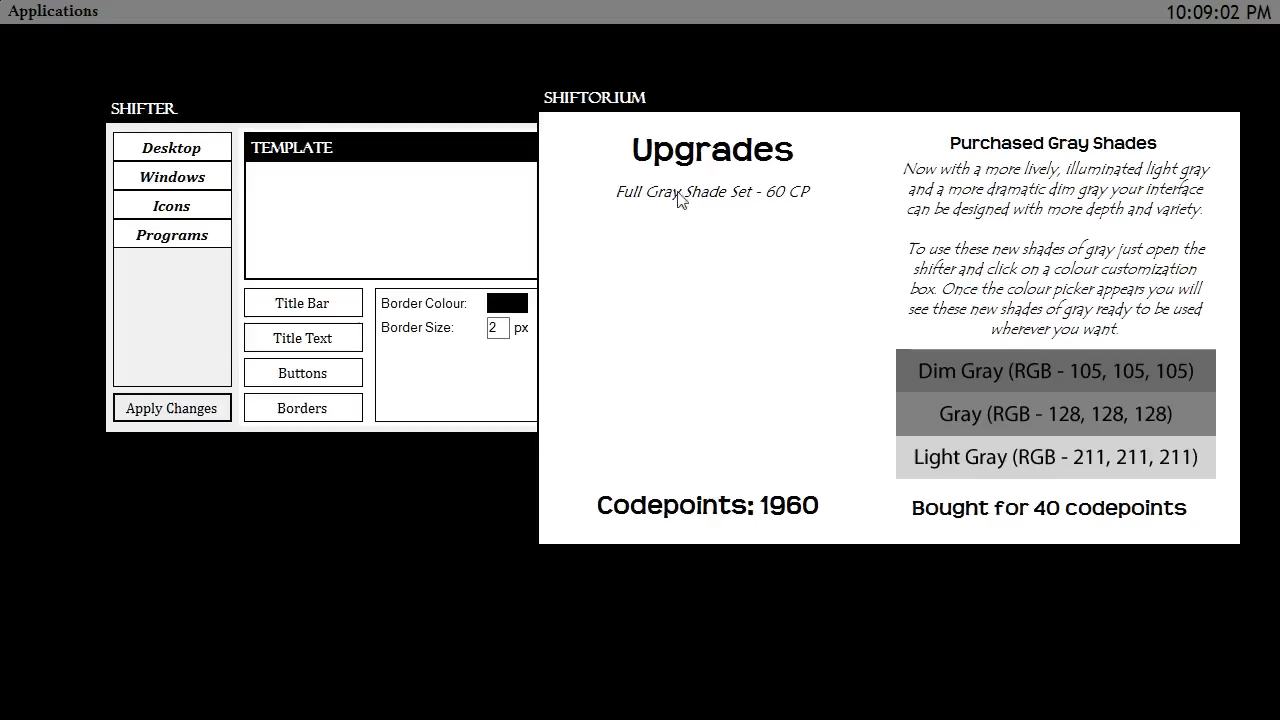 Applications
10:09:02 PM
SHIFTER
Desktop
Windows
Icons
Programs
Apply Changes
TEMPLATE
Title Bar
Title Text
Buttons
Borders
Border Colour:
Border Size: 2 px
SHIFTORIUM
Upgrades
Full Gray Shade Set - 60 CP
Codepoints: 1960
Purchased Gray Shades
Now with a more lively, illuminated light gray
and a more dramatic dim gray your interface
can be designed with more depth and variety.
To use these new shades of gray just open the
shifter and click on a colour customization
box. Once the colour picker appears you will
see these new shades of gray ready to be used
wherever you want.
Dim Gray (RGB - 105, 105, 105)
Gray (RGB - 128, 128, 128)
Light Gray (RGB - 211, 211, 211)
Bought for 40 codepoints